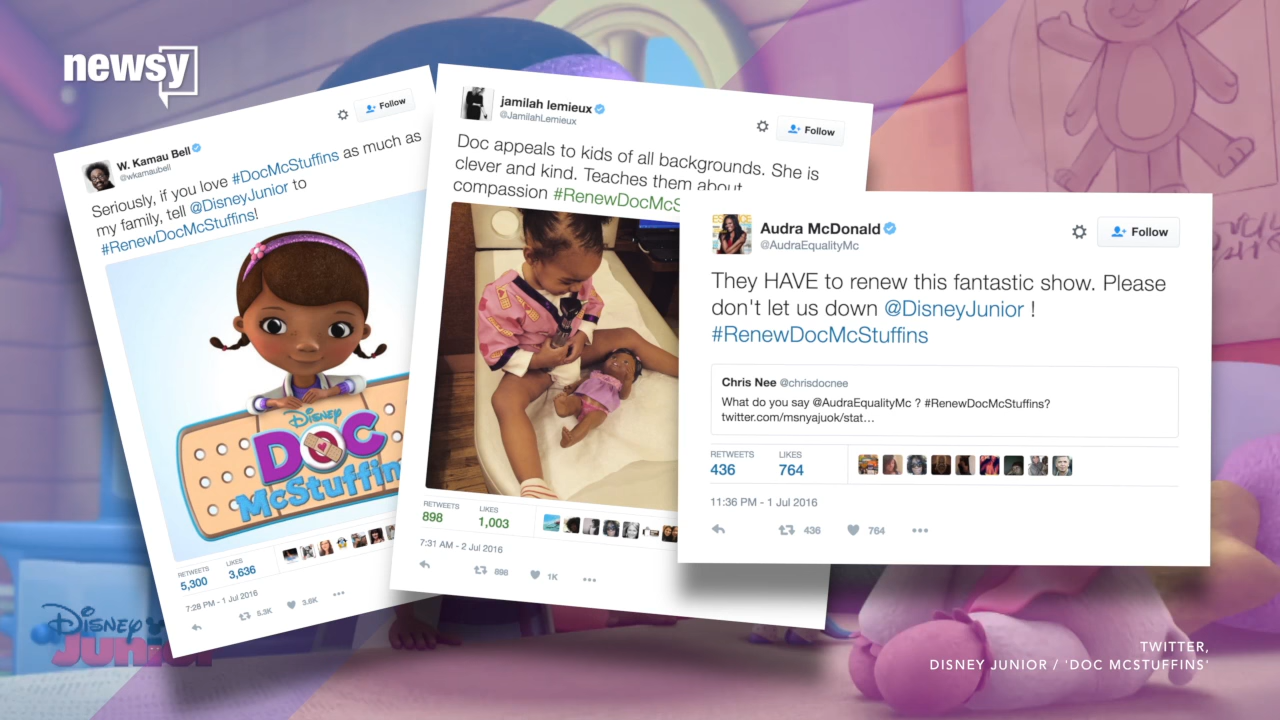 newsy
W. Kamau Bell
@wkamaubell
Follow
Seriously, if you love #DocMcStuffins as much as
my family, tell @DisneyJunior to
#RenewDocMcStuffins!
Disney
DOC
McStuffin
RETWEETS
LIKES
5,300
3,636
7:28 PM - 1 Jul 2016
5.3K
3.6K
jamilah lemieux
@JamilahLemieux
Follow
Doc appeals to kids of all backgrounds. She is
clever and kind. Teaches them about
compassion #RenewDocMcS
RETWEETS
LIKES
898
1,003
7:31 AM - 2 Jul 2016
898
1K
ESSENCE
Audra McDonald
@AudraEqualityMc
Follow
They HAVE to renew this fantastic show. Please
don't let us down @DisneyJunior !
#RenewDocMcStuffins
Chris Nee @chrisdocnee
What do you say @AudraEqualityMc ? #RenewDocMcStuffins?
twitter.com/msnyajuok/stat…
RETWEETS
LIKES
436
764
11:36 PM - 1 Jul 2016
436
764
Disney
Junior
TWITTER,
DISNEY JUNIOR / 'DOC MCSTUFFINS'